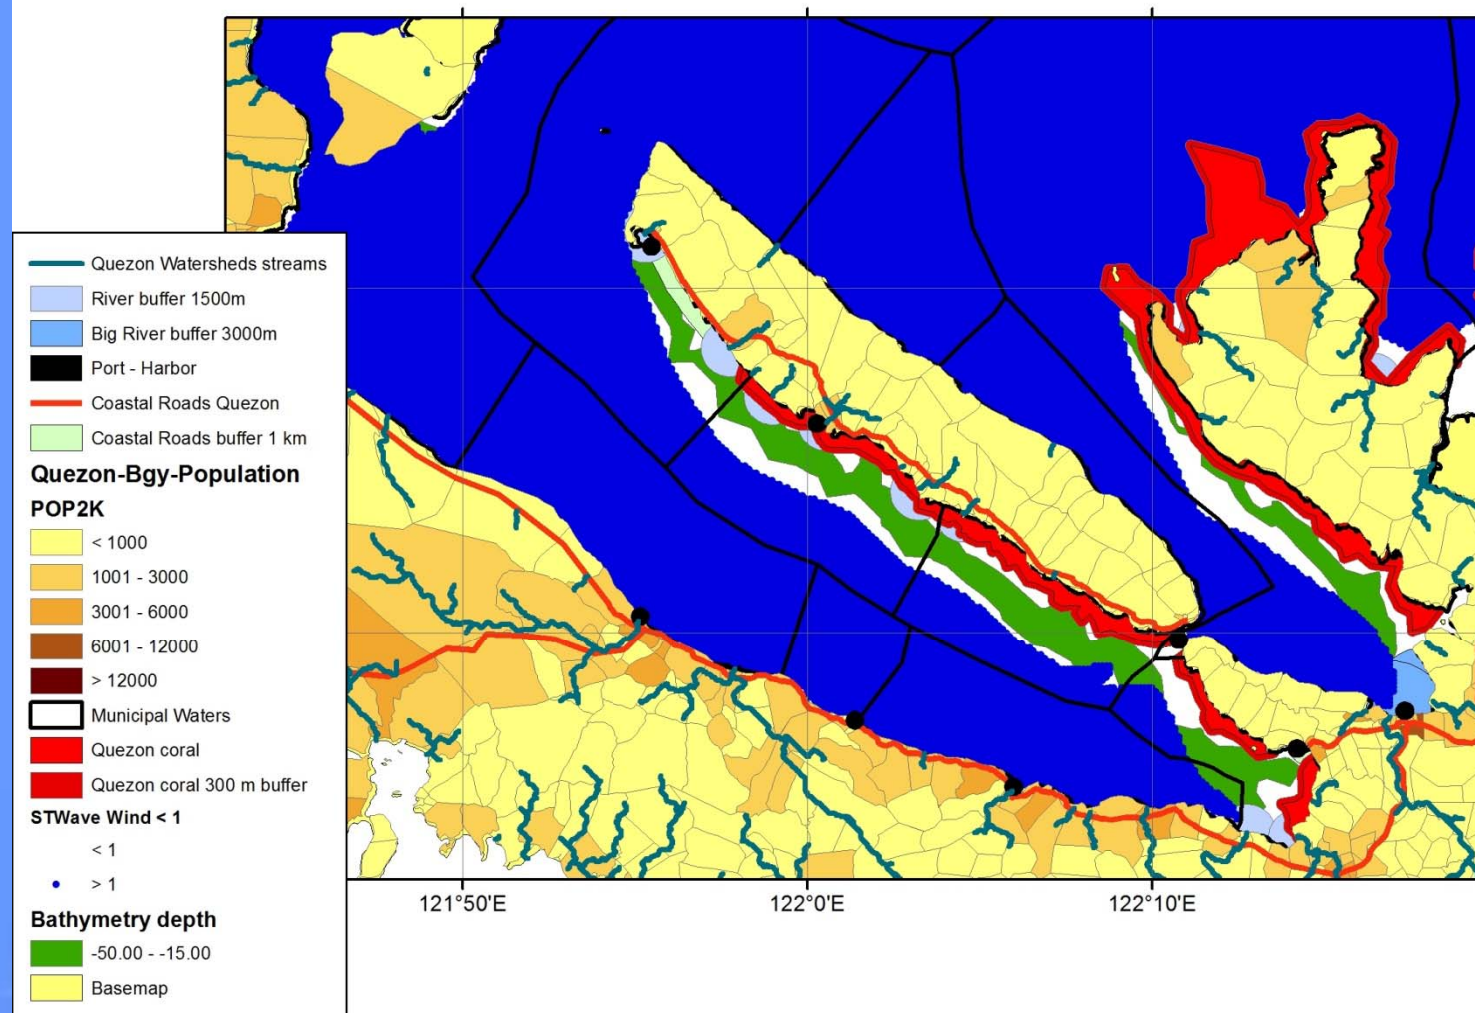 Quezon Watersheds streams
River buffer 1500m
Big River buffer 3000m
Port - Harbor
Coastal Roads Quezon
Coastal Roads buffer 1 km
Quezon-Bgy-Population
POP2K
< 1000
1001 - 3000
3001 - 6000
6001 - 12000
> 12000
Municipal Waters
Quezon coral
Quezon coral 300 m buffer
STWave Wind < 1
< 1
> 1
Bathymetry depth
-50.00 - -15.00
Basemap
121°50'E
122°0'E
122°10'E